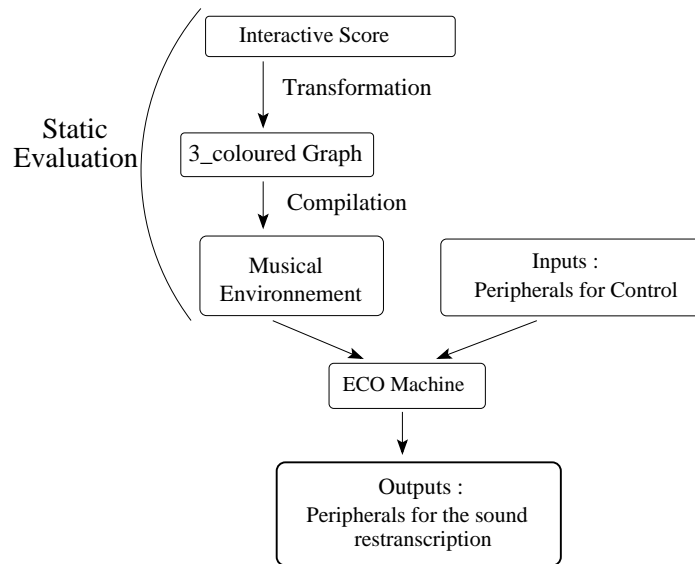 Interactive Score
Transformation
Static
Evaluation
3_coloured Graph
Compilation
Musical
Environnement
Inputs :
Peripherals for Control
ECO Machine
Outputs :
Peripherals for the sound
restranscription